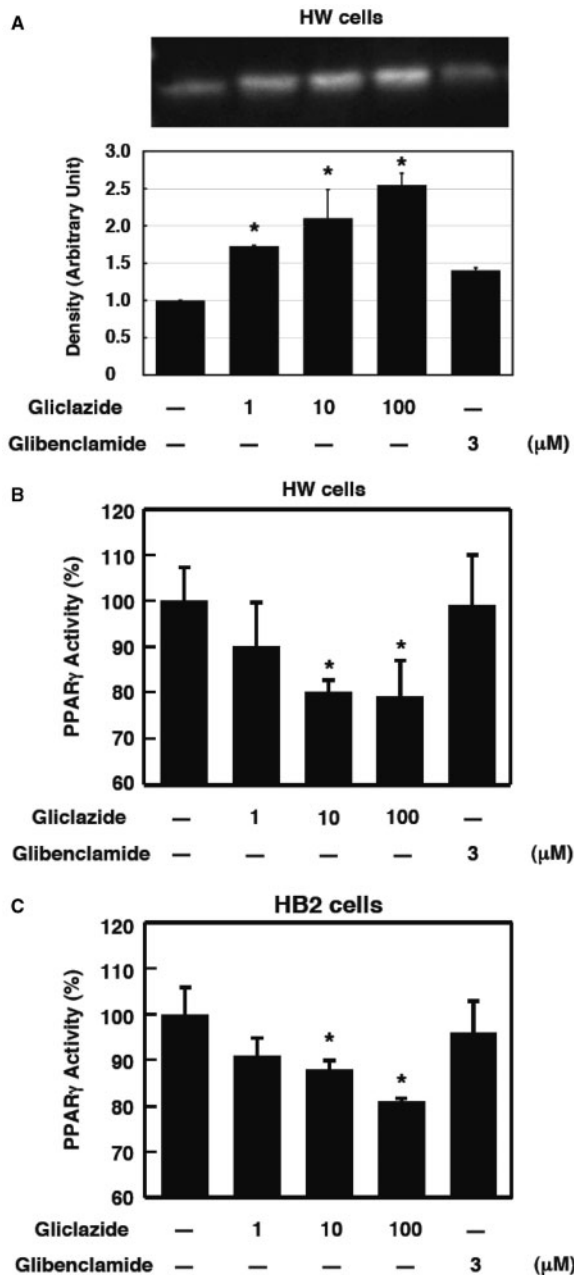 A
HW cells
Density (Arbitrary Unit)
3.0
2.5
2.0
1.5
1.0
0.5
0
* * *
Gliclazide — 1 10 100 —
Glibenclamide — — — — 3 (μM)
B
HW cells
PPARγ Activity (%)
120
110
100
90
80
70
60
* *
Gliclazide — 1 10 100 —
Glibenclamide — — — — 3 (μM)
C
HB2 cells
PPARγ Activity (%)
120
110
100
90
80
70
60
* *
Gliclazide — 1 10 100 —
Glibenclamide — — — — 3 (μM)